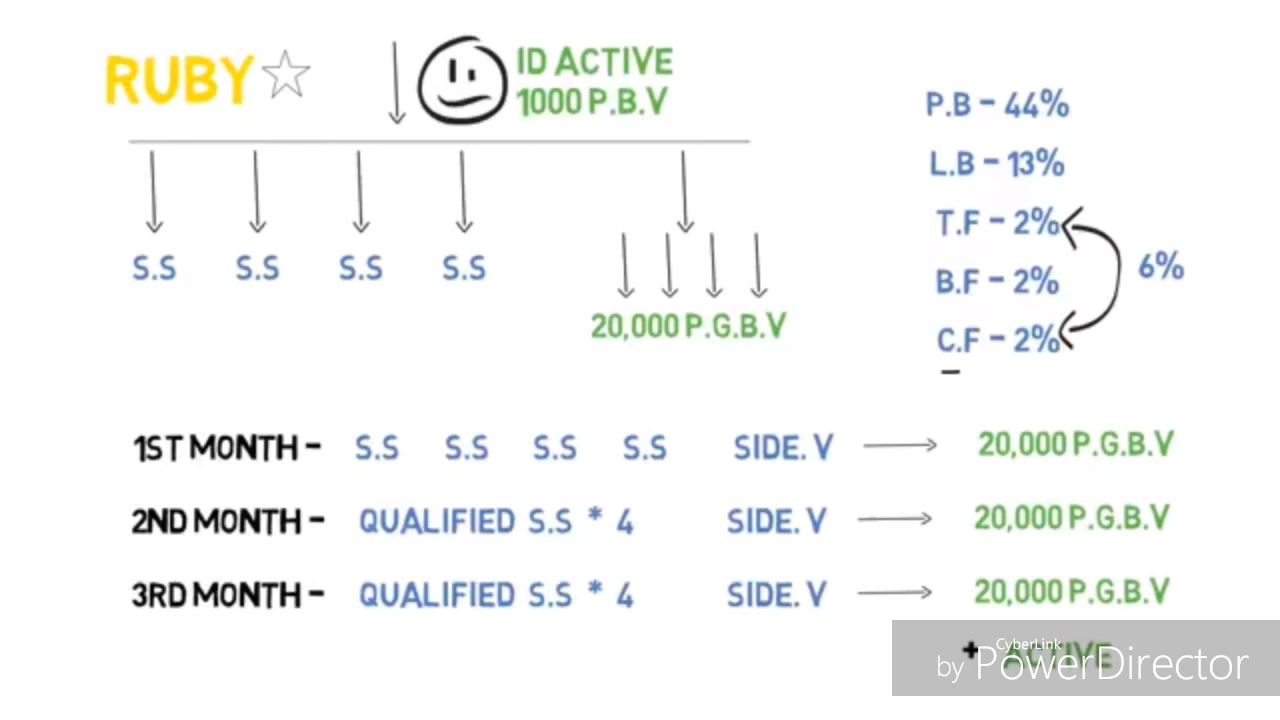 RUBY
ID ACTIVE
1000 P.B.V
P.B - 44%
L.B - 13%
T.F - 2%
B.F - 2%
C.F - 2%
6%
S.S S.S S.S S.S
20,000 P.G.B.V
1ST MONTH - S.S S.S S.S S.S SIDE. V 20,000 P.G.B.V
2ND MONTH - QUALIFIED S.S * 4 SIDE. V 20,000 P.G.B.V
3RD MONTH - QUALIFIED S.S * 4 SIDE. V 20,000 P.G.B.V
+ ACTIVE
CyberLink
by PowerDirector